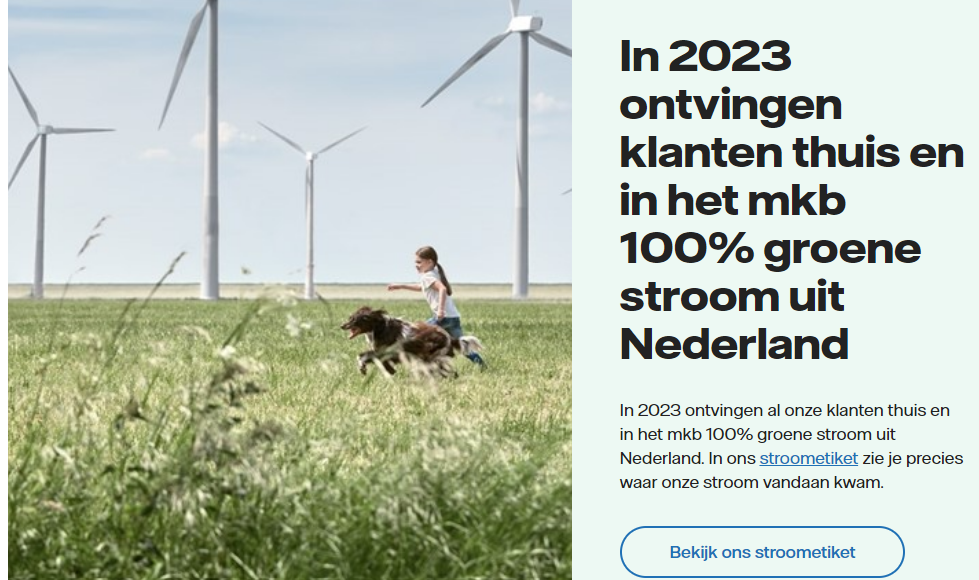 In 2023
ontvingen
klanten thuis en
in het mkb
100% groene
stroom uit
Nederland
In 2023 ontvingen al onze klanten thuis en
in het mkb 100% groene stroom uit
Nederland. In ons stroometiket zie je precies
waar onze stroom vandaan kwam.
Bekijk ons stroometiket